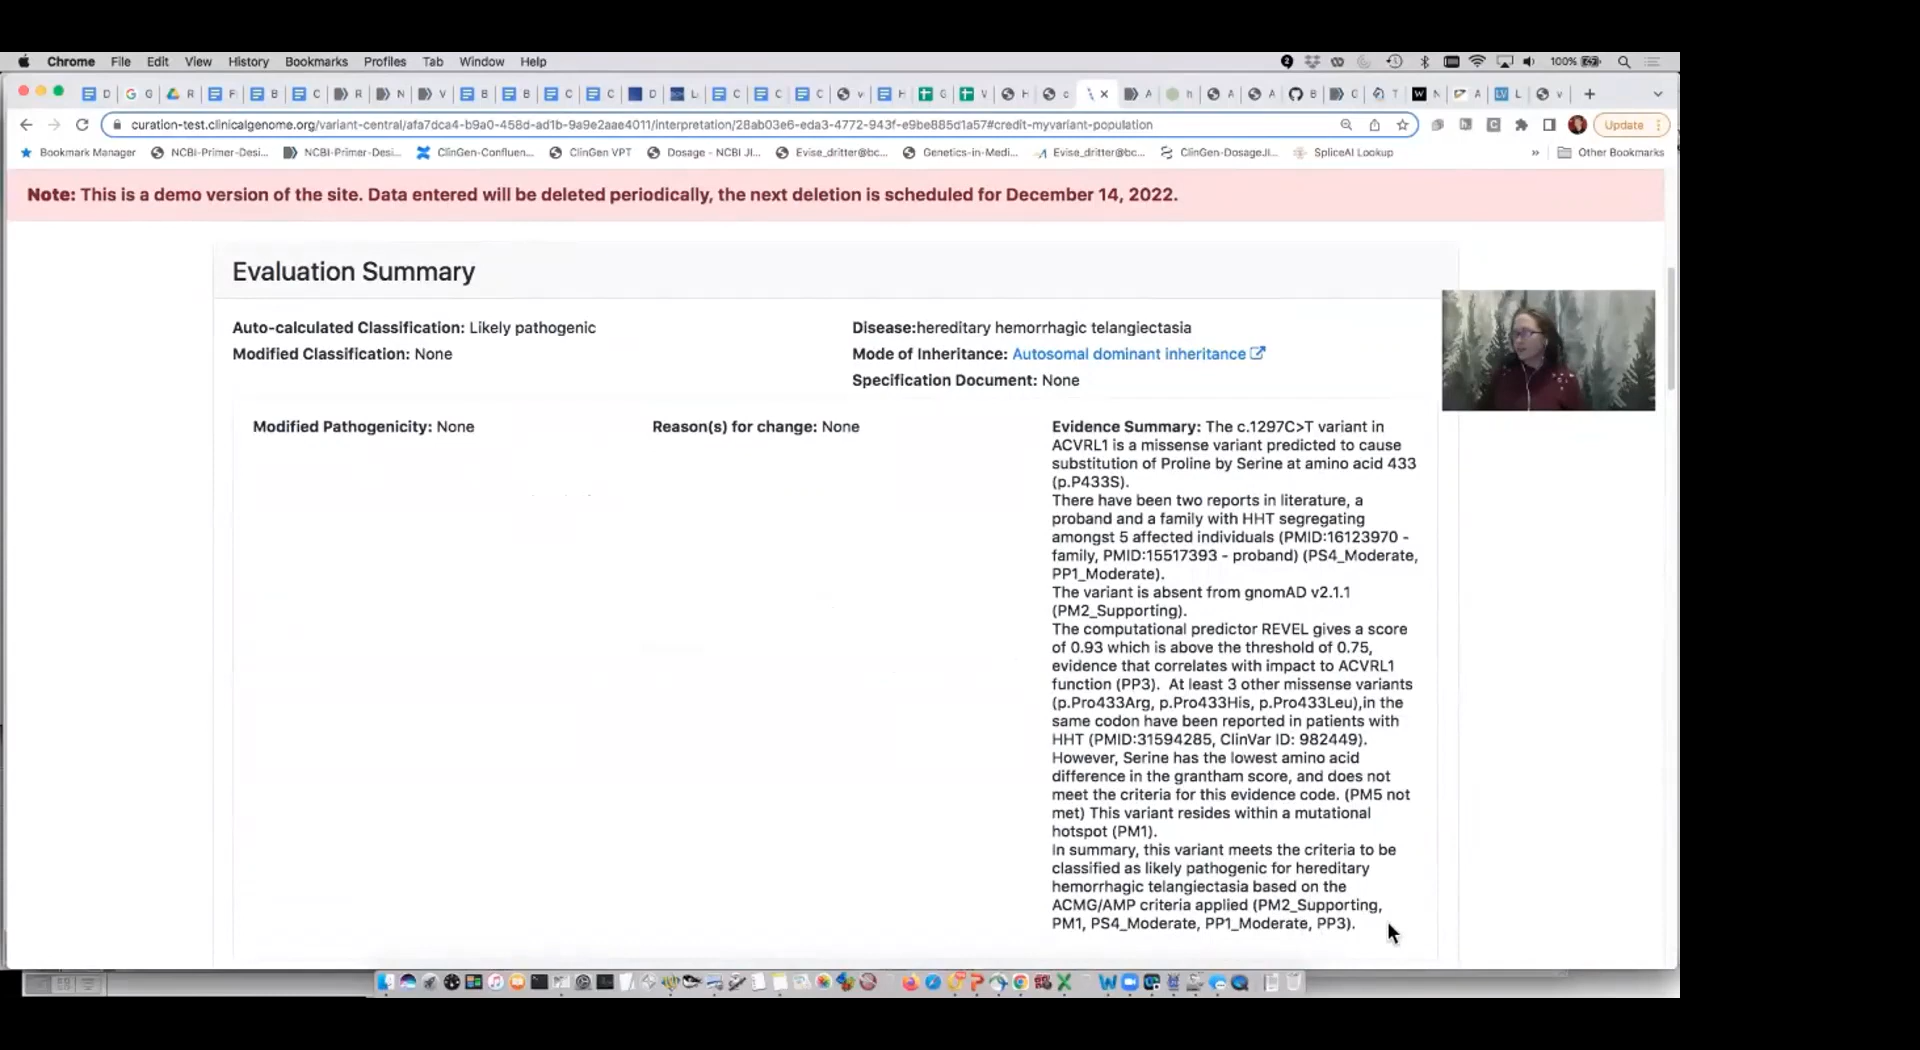 Chrome File Edit View History Bookmarks Profiles Tab Window Help 100%
curation-test.clinicalgenome.org/variant-central/afa7dca4-b9a0-458d-ad1b-9a9e2aae4011/interpretation/28ab03e6-eda3-4772-943f-e9be885d1a57#credit-myvariant-population Update
Bookmark Manager NCBI-Primer-Desi... NCBI-Primer-Desi... ClinGen-Confluen... ClinGen VPT Dosage - NCBI JI... Evise_dritter@bc... Genetics-in-Medi... Evise_dritter@bc... ClinGen-DosageJI... SpliceAI Lookup » Other Bookmarks
Note: This is a demo version of the site. Data entered will be deleted periodically, the next deletion is scheduled for December 14, 2022.
Evaluation Summary
Auto-calculated Classification: Likely pathogenic
Modified Classification: None
Disease:hereditary hemorrhagic telangiectasia
Mode of Inheritance: Autosomal dominant inheritance
Specification Document: None
Modified Pathogenicity: None
Reason(s) for change: None
Evidence Summary: The c.1297C>T variant in
ACVRL1 is a missense variant predicted to cause
substitution of Proline by Serine at amino acid 433
(p.P433S).
There have been two reports in literature, a
proband and a family with HHT segregating
amongst 5 affected individuals (PMID:16123970 -
family, PMID:15517393 - proband) (PS4_Moderate,
PP1_Moderate).
The variant is absent from gnomAD v2.1.1
(PM2_Supporting).
The computational predictor REVEL gives a score
of 0.93 which is above the threshold of 0.75,
evidence that correlates with impact to ACVRL1
function (PP3). At least 3 other missense variants
(p.Pro433Arg, p.Pro433His, p.Pro433Leu),in the
same codon have been reported in patients with
HHT (PMID:31594285, ClinVar ID: 982449).
However, Serine has the lowest amino acid
difference in the grantham score, and does not
meet the criteria for this evidence code. (PM5 not
met) This variant resides within a mutational
hotspot (PM1).
In summary, this variant meets the criteria to be
classified as likely pathogenic for hereditary
hemorrhagic telangiectasia based on the
ACMG/AMP criteria applied (PM2_Supporting,
PM1, PS4_Moderate, PP1_Moderate, PP3).